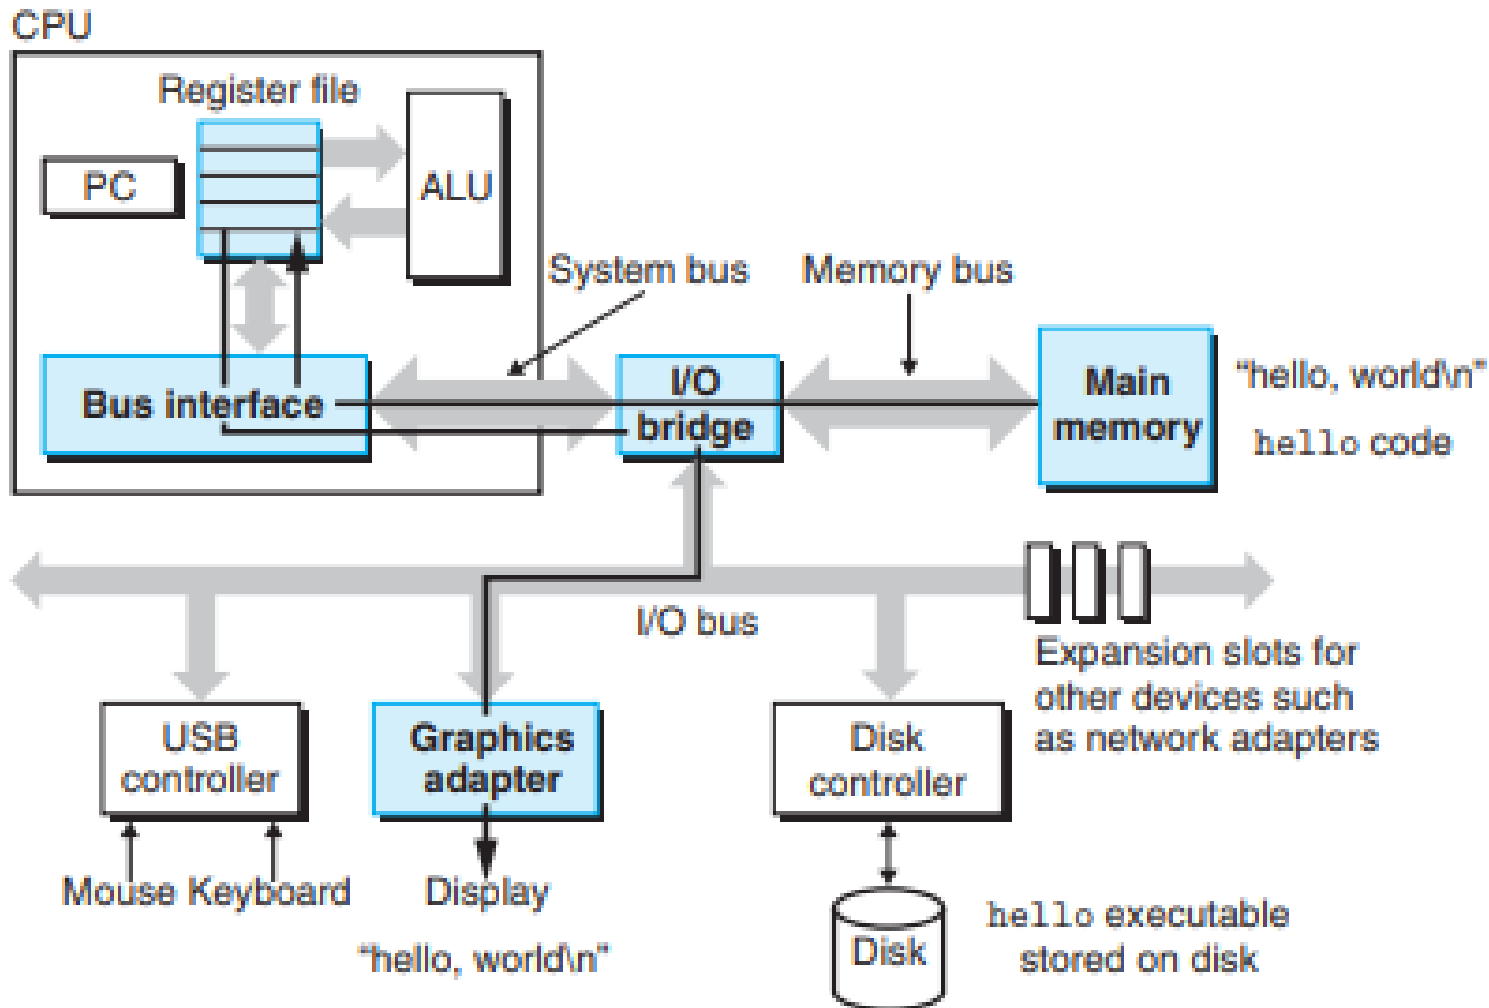 CPU
Register file
PC
ALU
System bus
Memory bus
Bus interface
I/O
bridge
Main
memory
"hello, world\n"
hello code
I/O bus
Expansion slots for
other devices such
as network adapters
USB
controller
Graphics
adapter
Disk
controller
Mouse Keyboard
Display
"hello, world\n"
Disk
hello executable
stored on disk